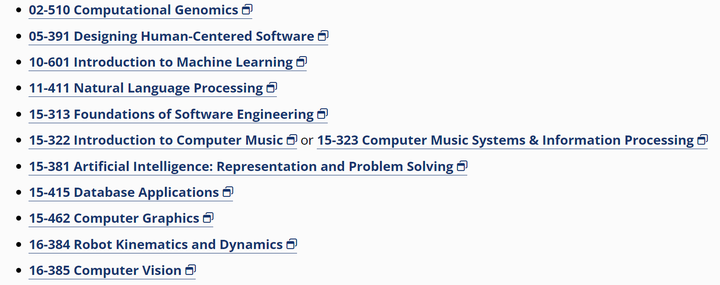 02-510 Computational Genomics
05-391 Designing Human-Centered Software
10-601 Introduction to Machine Learning
11-411 Natural Language Processing
15-313 Foundations of Software Engineering
15-322 Introduction to Computer Music or 15-323 Computer Music Systems & Information Processing
15-381 Artificial Intelligence: Representation and Problem Solving
15-415 Database Applications
15-462 Computer Graphics
16-384 Robot Kinematics and Dynamics
16-385 Computer Vision